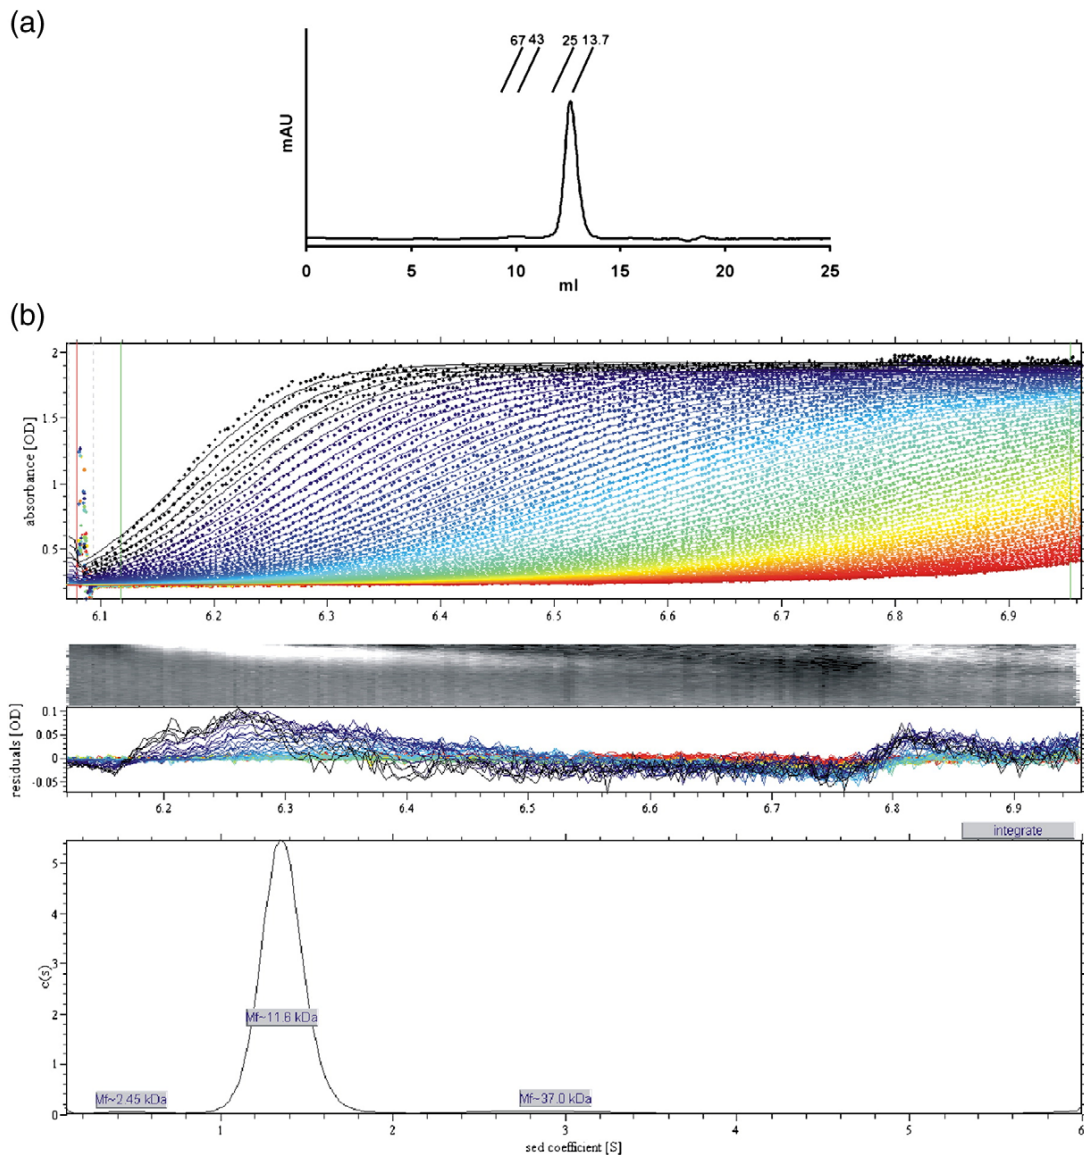 (a)
67 43 25 13.7
mAU
0 5 10 15 20 25
ml
(b)
2
1.5
1
0 5
absorbance [OD]
6.1 6.2 6.3 6.4 6.5 6.6 6.7 6.8 6.9
0.1
0.05
0
-0.05
residuals [OD]
6.2 6.3 6.4 6.5 6.6 6.7 6.8 6.9
integrate
5
4
3
2
1
0
c(s)
Mf~11.6 kDa
Mf~2.45 kDa
Mf~37.0 kDa
1 2 3 4 5 6
sed coefficient [S]